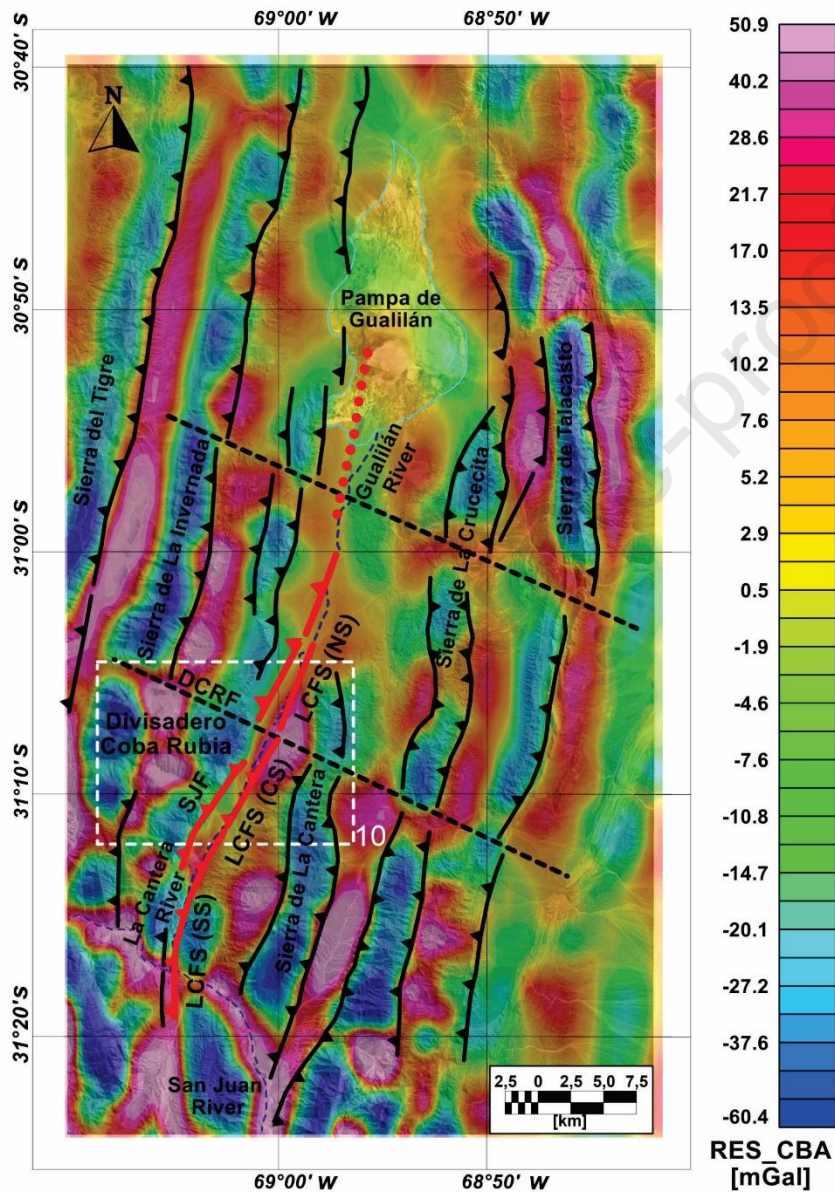 69°00' W
68°50' W
30°40' S
30°50' S
31°00' S
31°10' S
31°20' S
N
Pampa de
Gualilán
Sierra del Tigre
Sierra de La Invernada
Gualilán
River
Sierra de La Crucecita
Sierra de Talacasto
DCRF
Divisadero
Coba Rubia
LCFS (NS)
SJF
LCFS (CS)
10
La Cantera
River
LCFS (SS)
Sierra de La Cantera
San Juan
River
2,5 0 2,5 5,0 7,5
[km]
69°00' W
68°50' W
50.9
40.2
28.6
21.7
17.0
13.5
10.2
7.6
5.2
2.9
0.5
-1.9
-4.6
-7.6
-10.8
-14.7
-20.1
-27.2
-37.6
-60.4
RES_CBA
[mGal]
e-proo